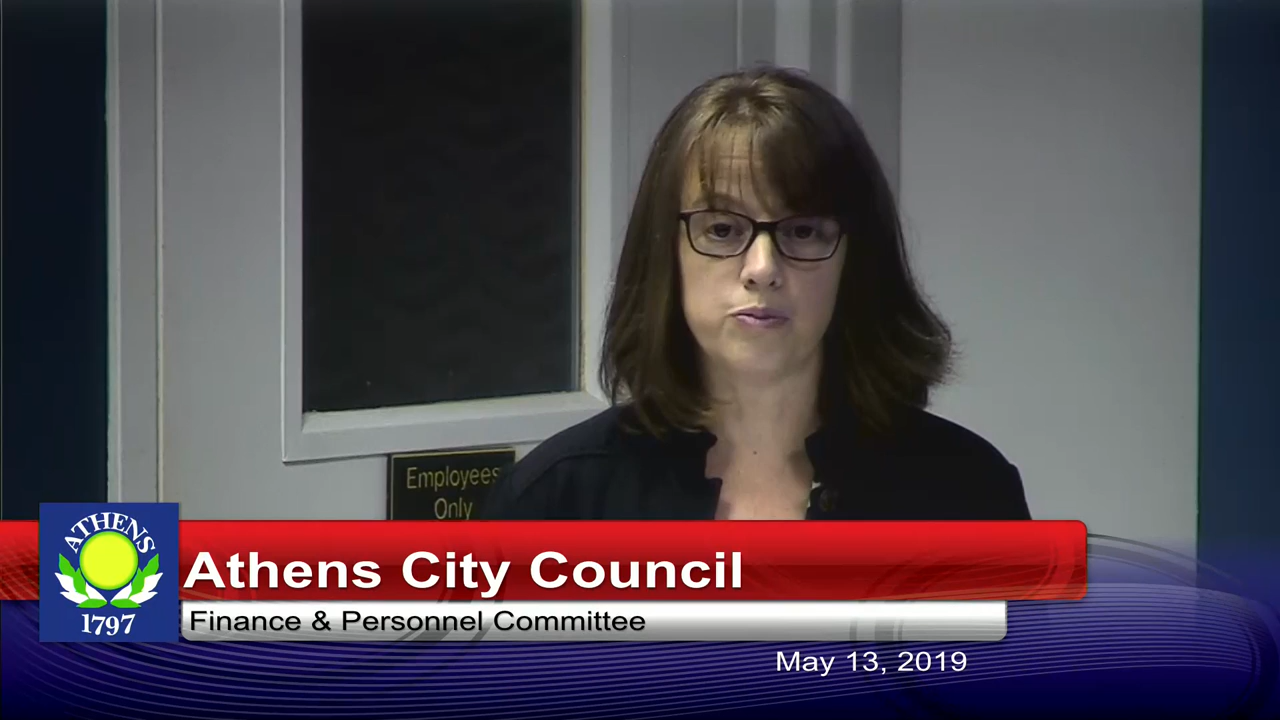 Employees
Only
ATHENS
1797
Athens City Council
Finance & Personnel Committee
May 13, 2019